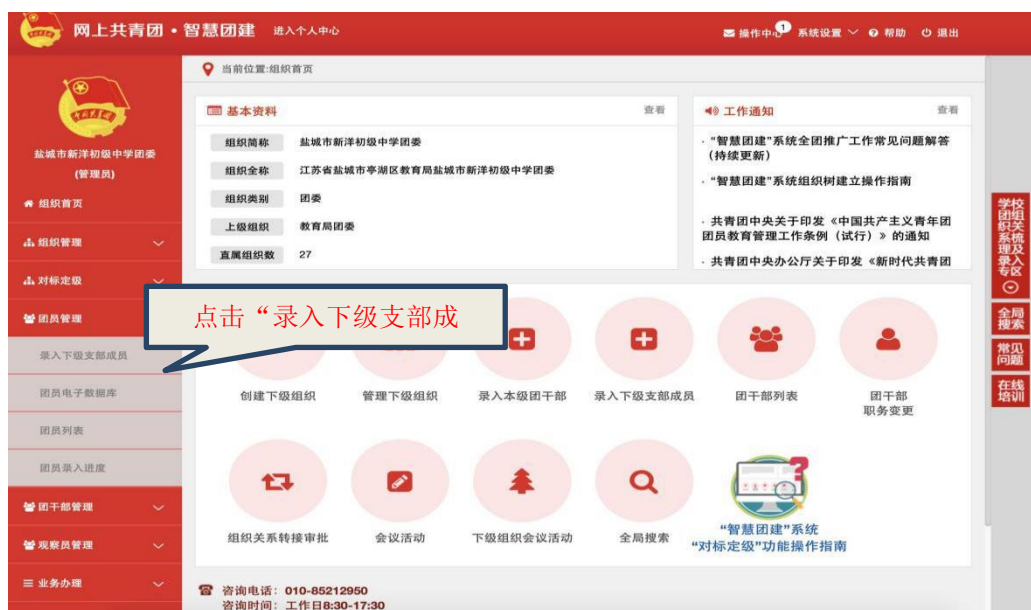 网上共青团·智慧团建 进入个人中心
操作中心 1 系统设置 帮助 退出
盐城市新洋初级中学团委
(管理员)
组织首页
组织管理
对标定级
团员管理
录入下级支部成员
团员电子数据库
团员列表
团员录入进度
团干部管理
观察员管理
业务办理
当前位置:组织首页
基本资料 查看
组织简称 盐城市新洋初级中学团委
组织全称 江苏省盐城市亭湖区教育局盐城市新洋初级中学团委
组织类别 团委
上级组织 教育局团委
直属组织数 27
工作通知 查看
· “智慧团建”系统全团推广工作常见问题解答
(持续更新)
· “智慧团建”系统组织树建立操作指南
· 共青团中央关于印发《中国共产主义青年团
团员教育管理工作条例（试行）》的通知
· 共青团中央办公厅关于印发《新时代共青团
点击“录入下级支部成
创建下级组织 管理下级组织 录入本级团干部 录入下级支部成员 团干部列表 团干部
职务变更
组织关系转接审批 会议活动 下级组织会议活动 全局搜索 “智慧团建”系统
“对标定级”功能操作指南
咨询电话：010-85212950
咨询时间：工作日8:30-17:30
学校
团组
织关
系梳
理及
录入
专区
全局
搜索
常见
问题
在线
培训